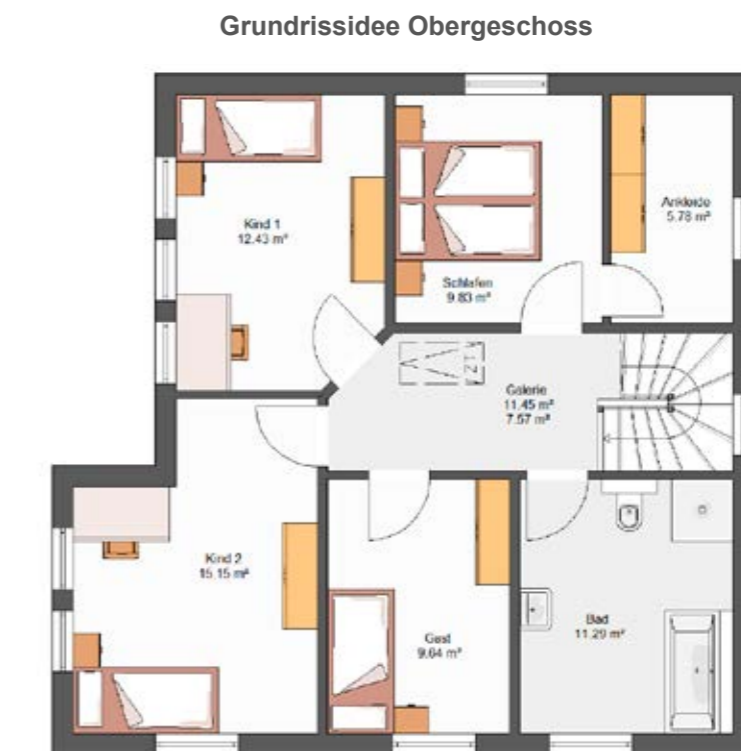 Grundrissidee Obergeschoss
Kind 1
12.43 m²
Schlafen
9.83 m²
Ankleide
5.78 m²
Galerie
11.45 m²
7.57 m²
Kind 2
15.15 m²
Gast
9.64 m²
Bad
11.29 m²